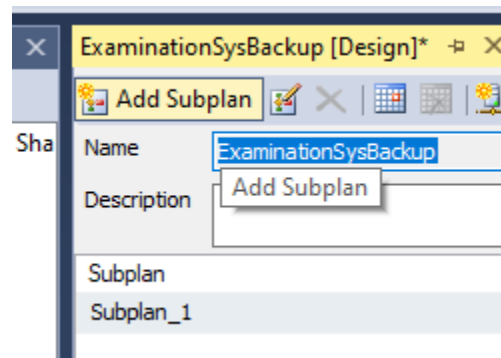 ExaminationSysBackup [Design]*
Add Subplan
Sha
Name
ExaminationSysBackup
Add Subplan
Description
Subplan
Subplan_1